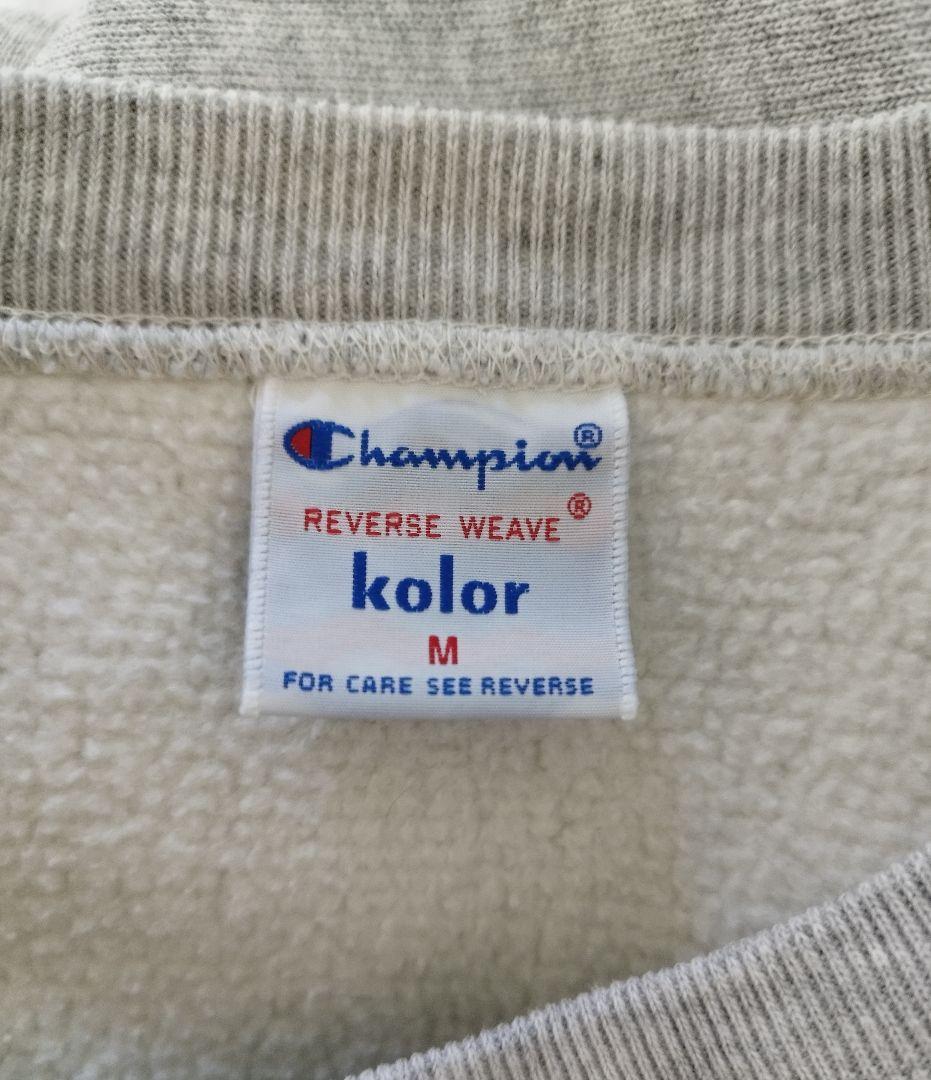 Champion®
REVERSE WEAVE®
kolor
M
FOR CARE SEE REVERSE